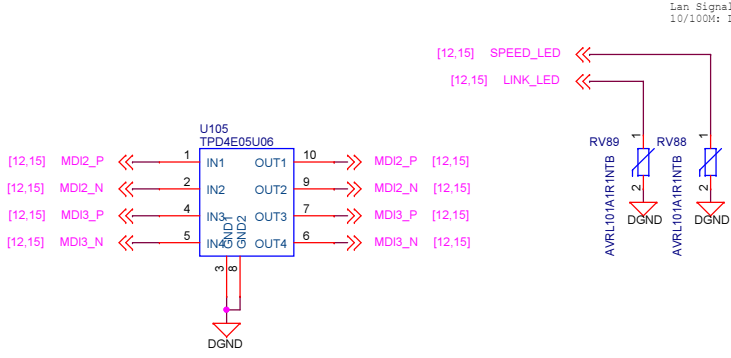 Lan Signal
10/100M:
[12,15] SPEED_LED
[12,15] LINK_LED
U105
TPD4E05U06
[12,15] MDI2_P 1 IN1 OUT1 10 MDI2_P [12,15]
[12,15] MDI2_N 2 IN2 OUT2 9 MDI2_N [12,15]
[12,15] MDI3_P 4 IN3 OUT3 7 MDI3_P [12,15]
[12,15] MDI3_N 5 IN4 OUT4 6 MDI3_N [12,15]
GND1
GND2
3
8
DGND
RV89
1
2
AVRL101A1R1NTB
DGND
RV88
1
2
AVRL101A1R1NTB
DGND